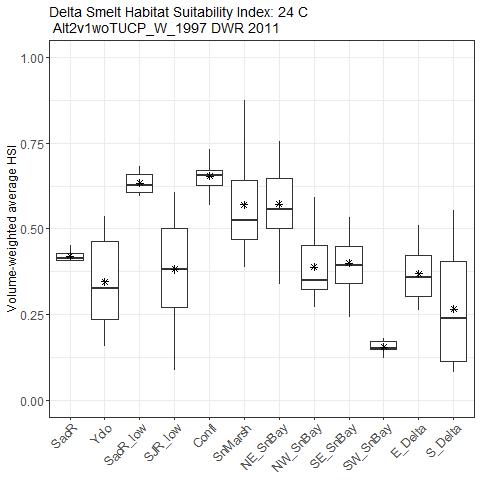 Delta Smelt Habitat Suitability Index: 24 C
Alt2v1woTUCP_W_1997 DWR 2011
1.00
0.75
0.50
0.25
0.00
Volume-weighted average HSI
SacR
Yolo
SacR_low
SJR_low
Confl
SnMarsh
NE_SnBay
NW_SnBay
SE_SnBay
SW_SnBay
E_Delta
S_Delta